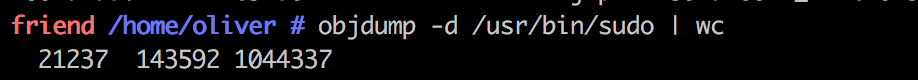 friend /home/oliver # objdump -d /usr/bin/sudo | wc
21237 143592 1044337